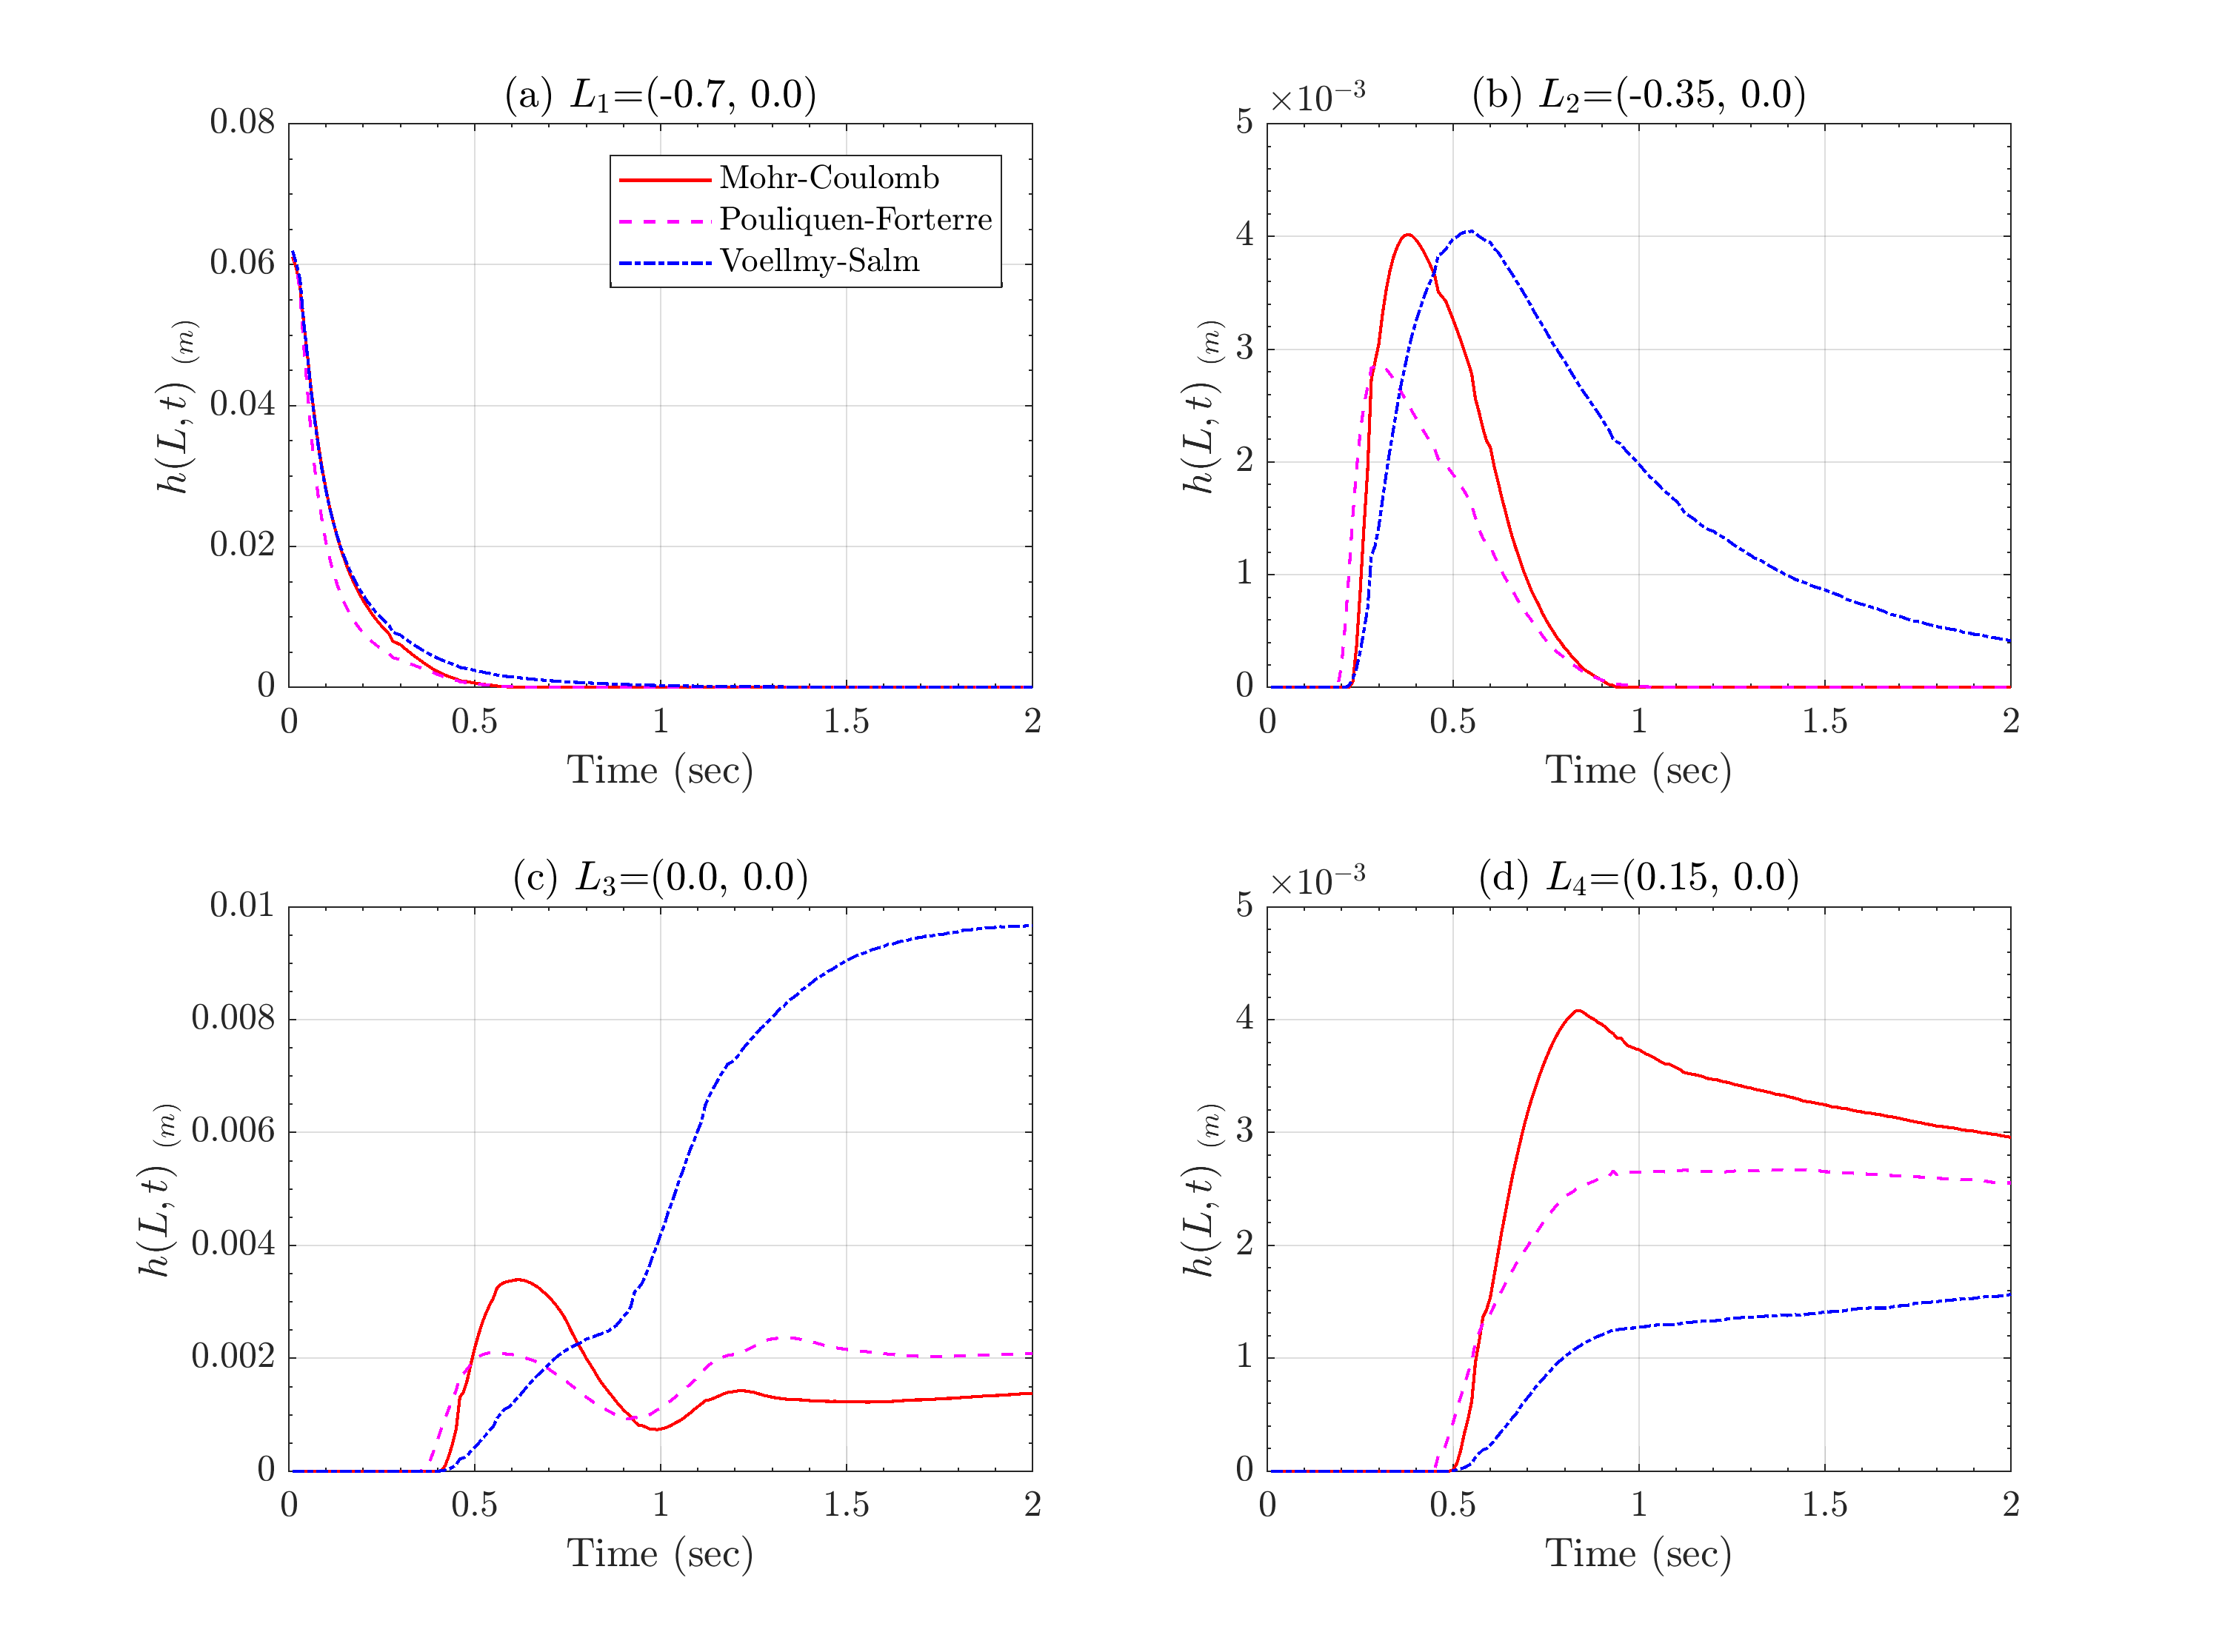 (a) L₁=(-0.7, 0.0)
0.08
0.06
0.04
0.02
0
h(L, t) (m)
Mohr-Coulomb
Pouliquen-Forterre
Voellmy-Salm
0 0.5 1 1.5 2
Time (sec)
(b) L₂=(-0.35, 0.0)
×10⁻³
5
4
3
2
1
0
h(L, t) (m)
0 0.5 1 1.5 2
Time (sec)
(c) L₃=(0.0, 0.0)
0.01
0.008
0.006
0.004
0.002
0
h(L, t) (m)
0 0.5 1 1.5 2
Time (sec)
(d) L₄=(0.15, 0.0)
×10⁻³
5
4
3
2
1
0
h(L, t) (m)
0 0.5 1 1.5 2
Time (sec)